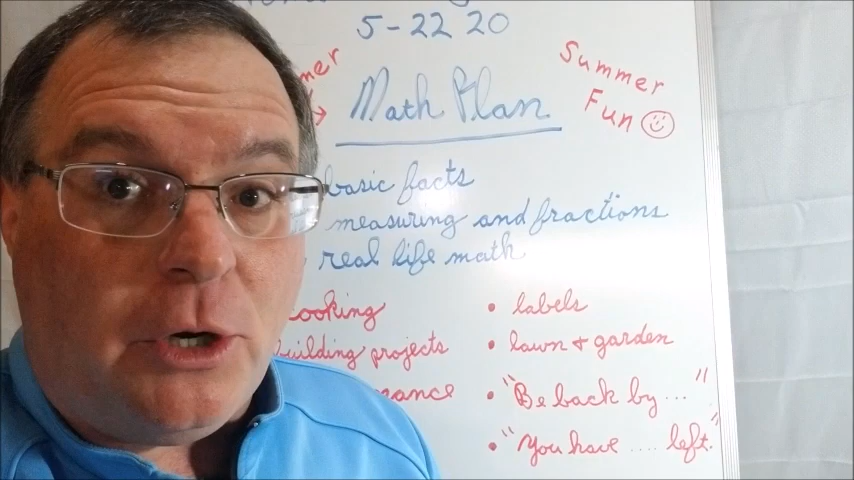 5-22 20
Summer
Fun
Math Plan
basic facts
measuring and fractions
real life math
cooking
• labels
building projects
• lawn + garden
• "Be back by ..."
• "You have .... left."